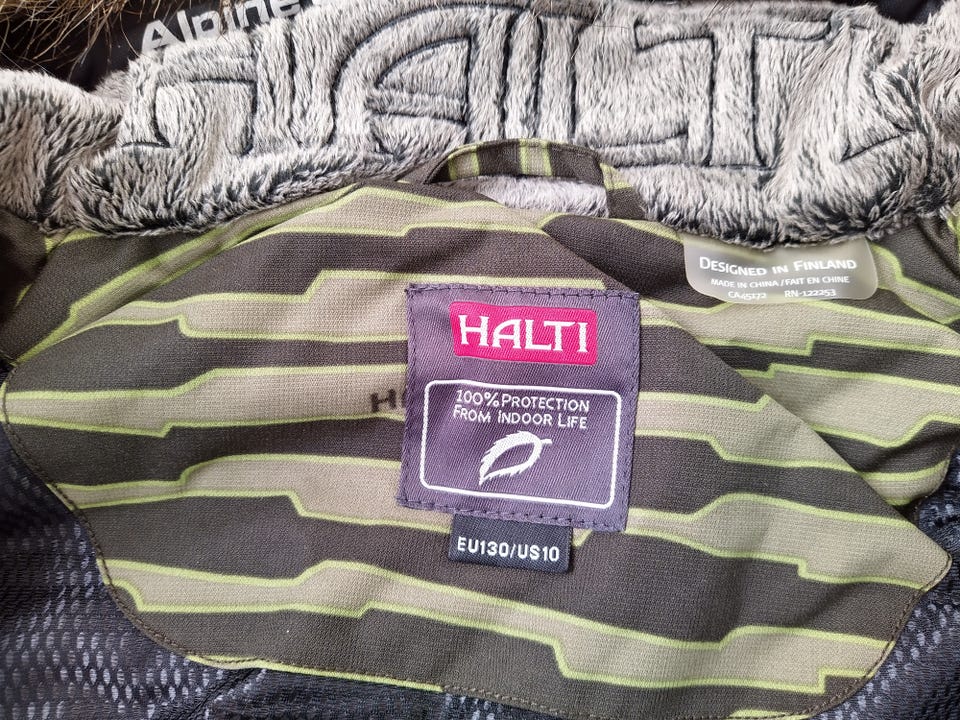 Alpine
HALTI
DESIGNED IN FINLAND
MADE IN CHINA/FAIT EN CHINE
CA45172 RN-122253
HALTI
100% PROTECTION
FROM INDOOR LIFE
EU130/US10